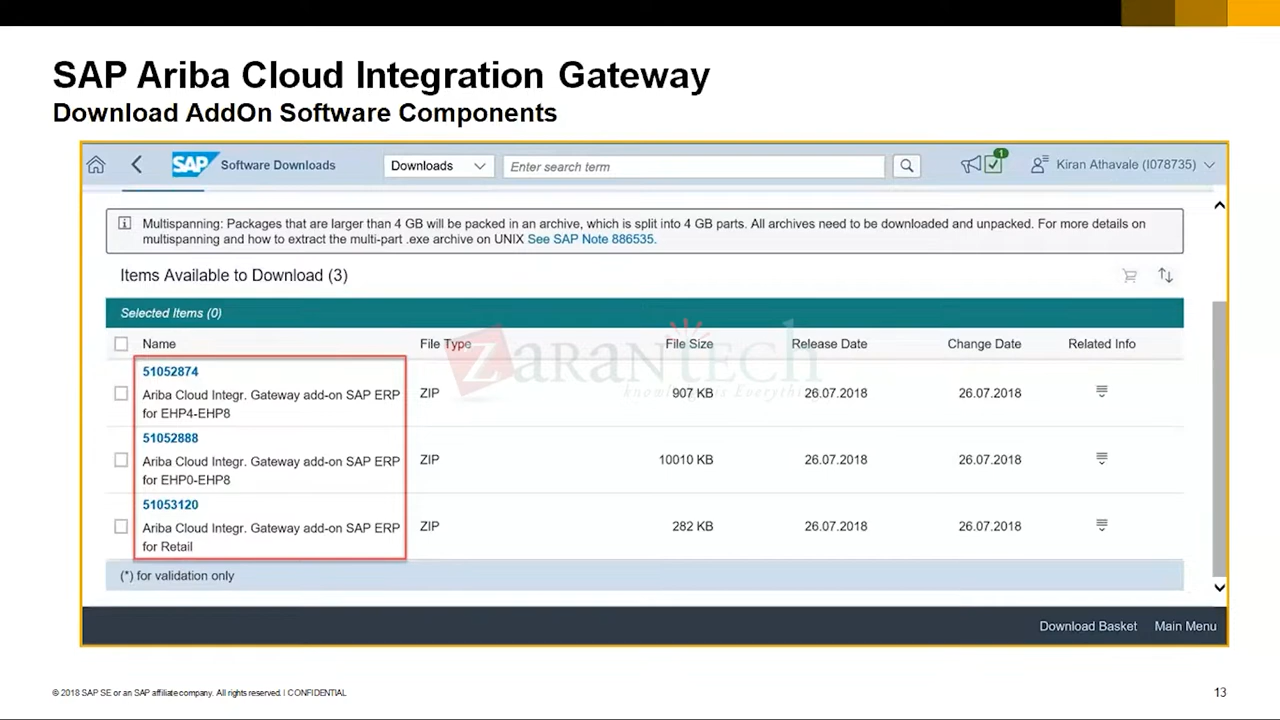 SAP Ariba Cloud Integration Gateway
Download AddOn Software Components
SAP Software Downloads
Downloads
Enter search term
1
Kiran Athavale (I078735)
Multispanning: Packages that are larger than 4 GB will be packed in an archive, which is split into 4 GB parts. All archives need to be downloaded and unpacked. For more details on
multispanning and how to extract the multi-part .exe archive on UNIX See SAP Note 886535.
Items Available to Download (3)
Selected Items (0)
Name File Type File Size Release Date Change Date Related Info
51052874
Ariba Cloud Integr. Gateway add-on SAP ERP
for EHP4-EHP8
ZIP 907 KB 26.07.2018 26.07.2018
51052888
Ariba Cloud Integr. Gateway add-on SAP ERP
for EHP0-EHP8
ZIP 10010 KB 26.07.2018 26.07.2018
51053120
Ariba Cloud Integr. Gateway add-on SAP ERP
for Retail
ZIP 282 KB 26.07.2018 26.07.2018
zarantech
knowledge is Everything
(*) for validation only
Download Basket Main Menu
© 2018 SAP SE or an SAP affiliate company. All rights reserved. I CONFIDENTIAL
13